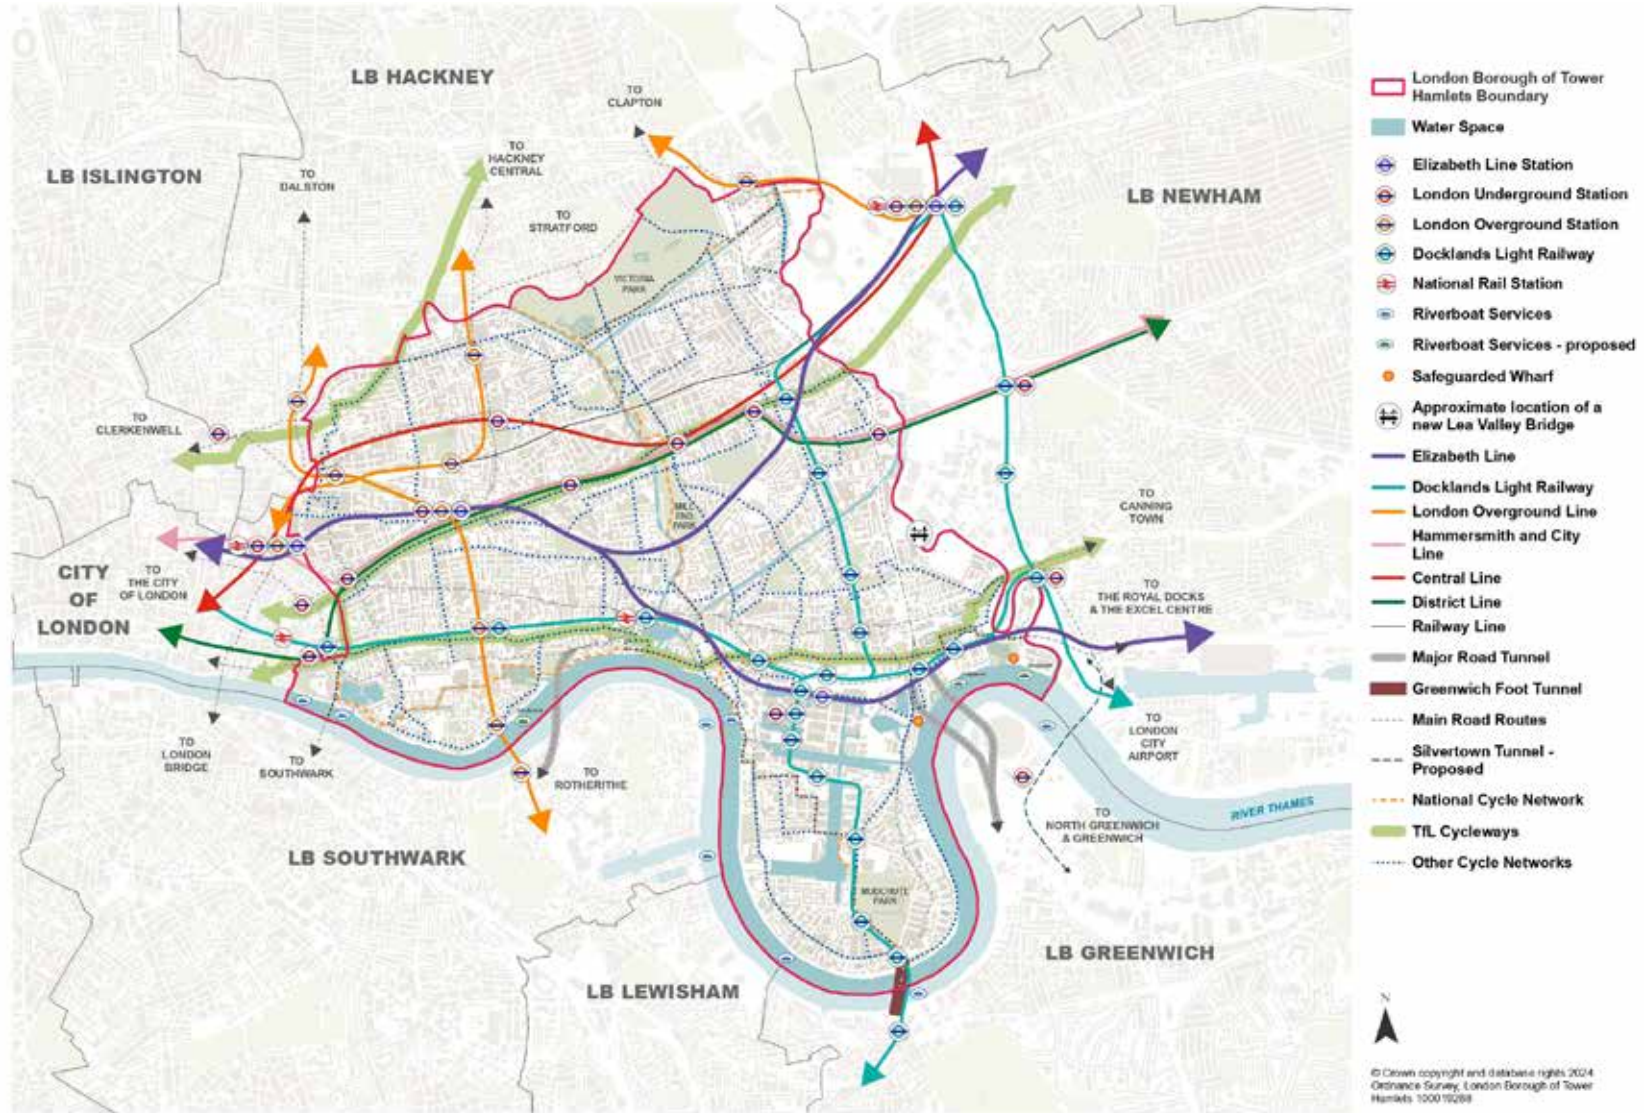 LB HACKNEY
TO
CLAPTON
TO
HACKNEY
CENTRAL
LB ISLINGTON
TO
DALSTON
LB NEWHAM
TO
STRATFORD
VICTORIA
PARK
TO
CLERKENWELL
MILE
END
PARK
TO
CANNING
TOWN
CITY
OF
LONDON
TO
THE CITY
OF LONDON
TO
THE ROYAL DOCKS
& THE EXCEL CENTRE
TO
LONDON
BRIDGE
TO
SOUTHWARK
TO
ROTHERITHE
TO
LONDON
CITY
AIRPORT
TO
NORTH GREENWICH
& GREENWICH
RIVER THAMES
LB SOUTHWARK
MUDCHUTE
PARK
LB LEWISHAM
LB GREENWICH
London Borough of Tower
Hamlets Boundary
Water Space
Elizabeth Line Station
London Underground Station
London Overground Station
Docklands Light Railway
National Rail Station
Riverboat Services
Riverboat Services - proposed
Safeguarded Wharf
Approximate location of a
new Lea Valley Bridge
Elizabeth Line
Docklands Light Railway
London Overground Line
Hammersmith and City
Line
Central Line
District Line
Railway Line
Major Road Tunnel
Greenwich Foot Tunnel
Main Road Routes
Silvertown Tunnel -
Proposed
National Cycle Network
TfL Cycleways
Other Cycle Networks
N
© Crown copyright and database rights 2024
Ordnance Survey, London Borough of Tower
Hamlets 100019288